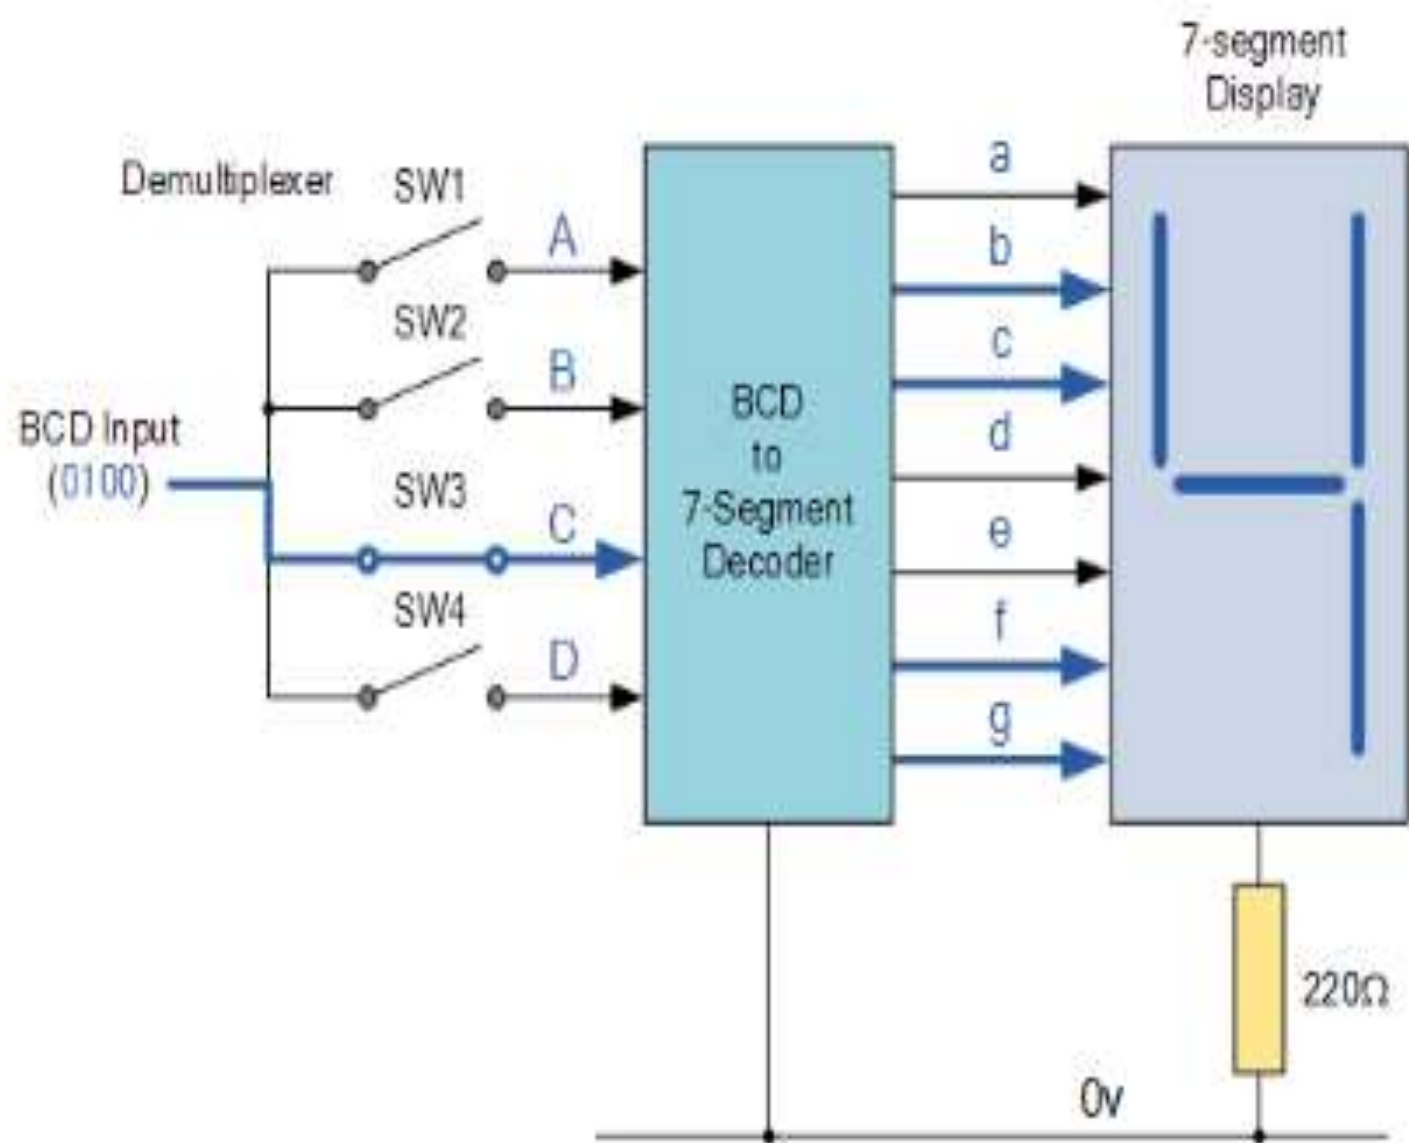 7-segment
Display
Demultiplexer
SW1
A
SW2
B
BCD Input
(0100)
SW3
C
SW4
D
BCD
to
7-Segment
Decoder
a
b
c
d
e
f
g
220Ω
0v